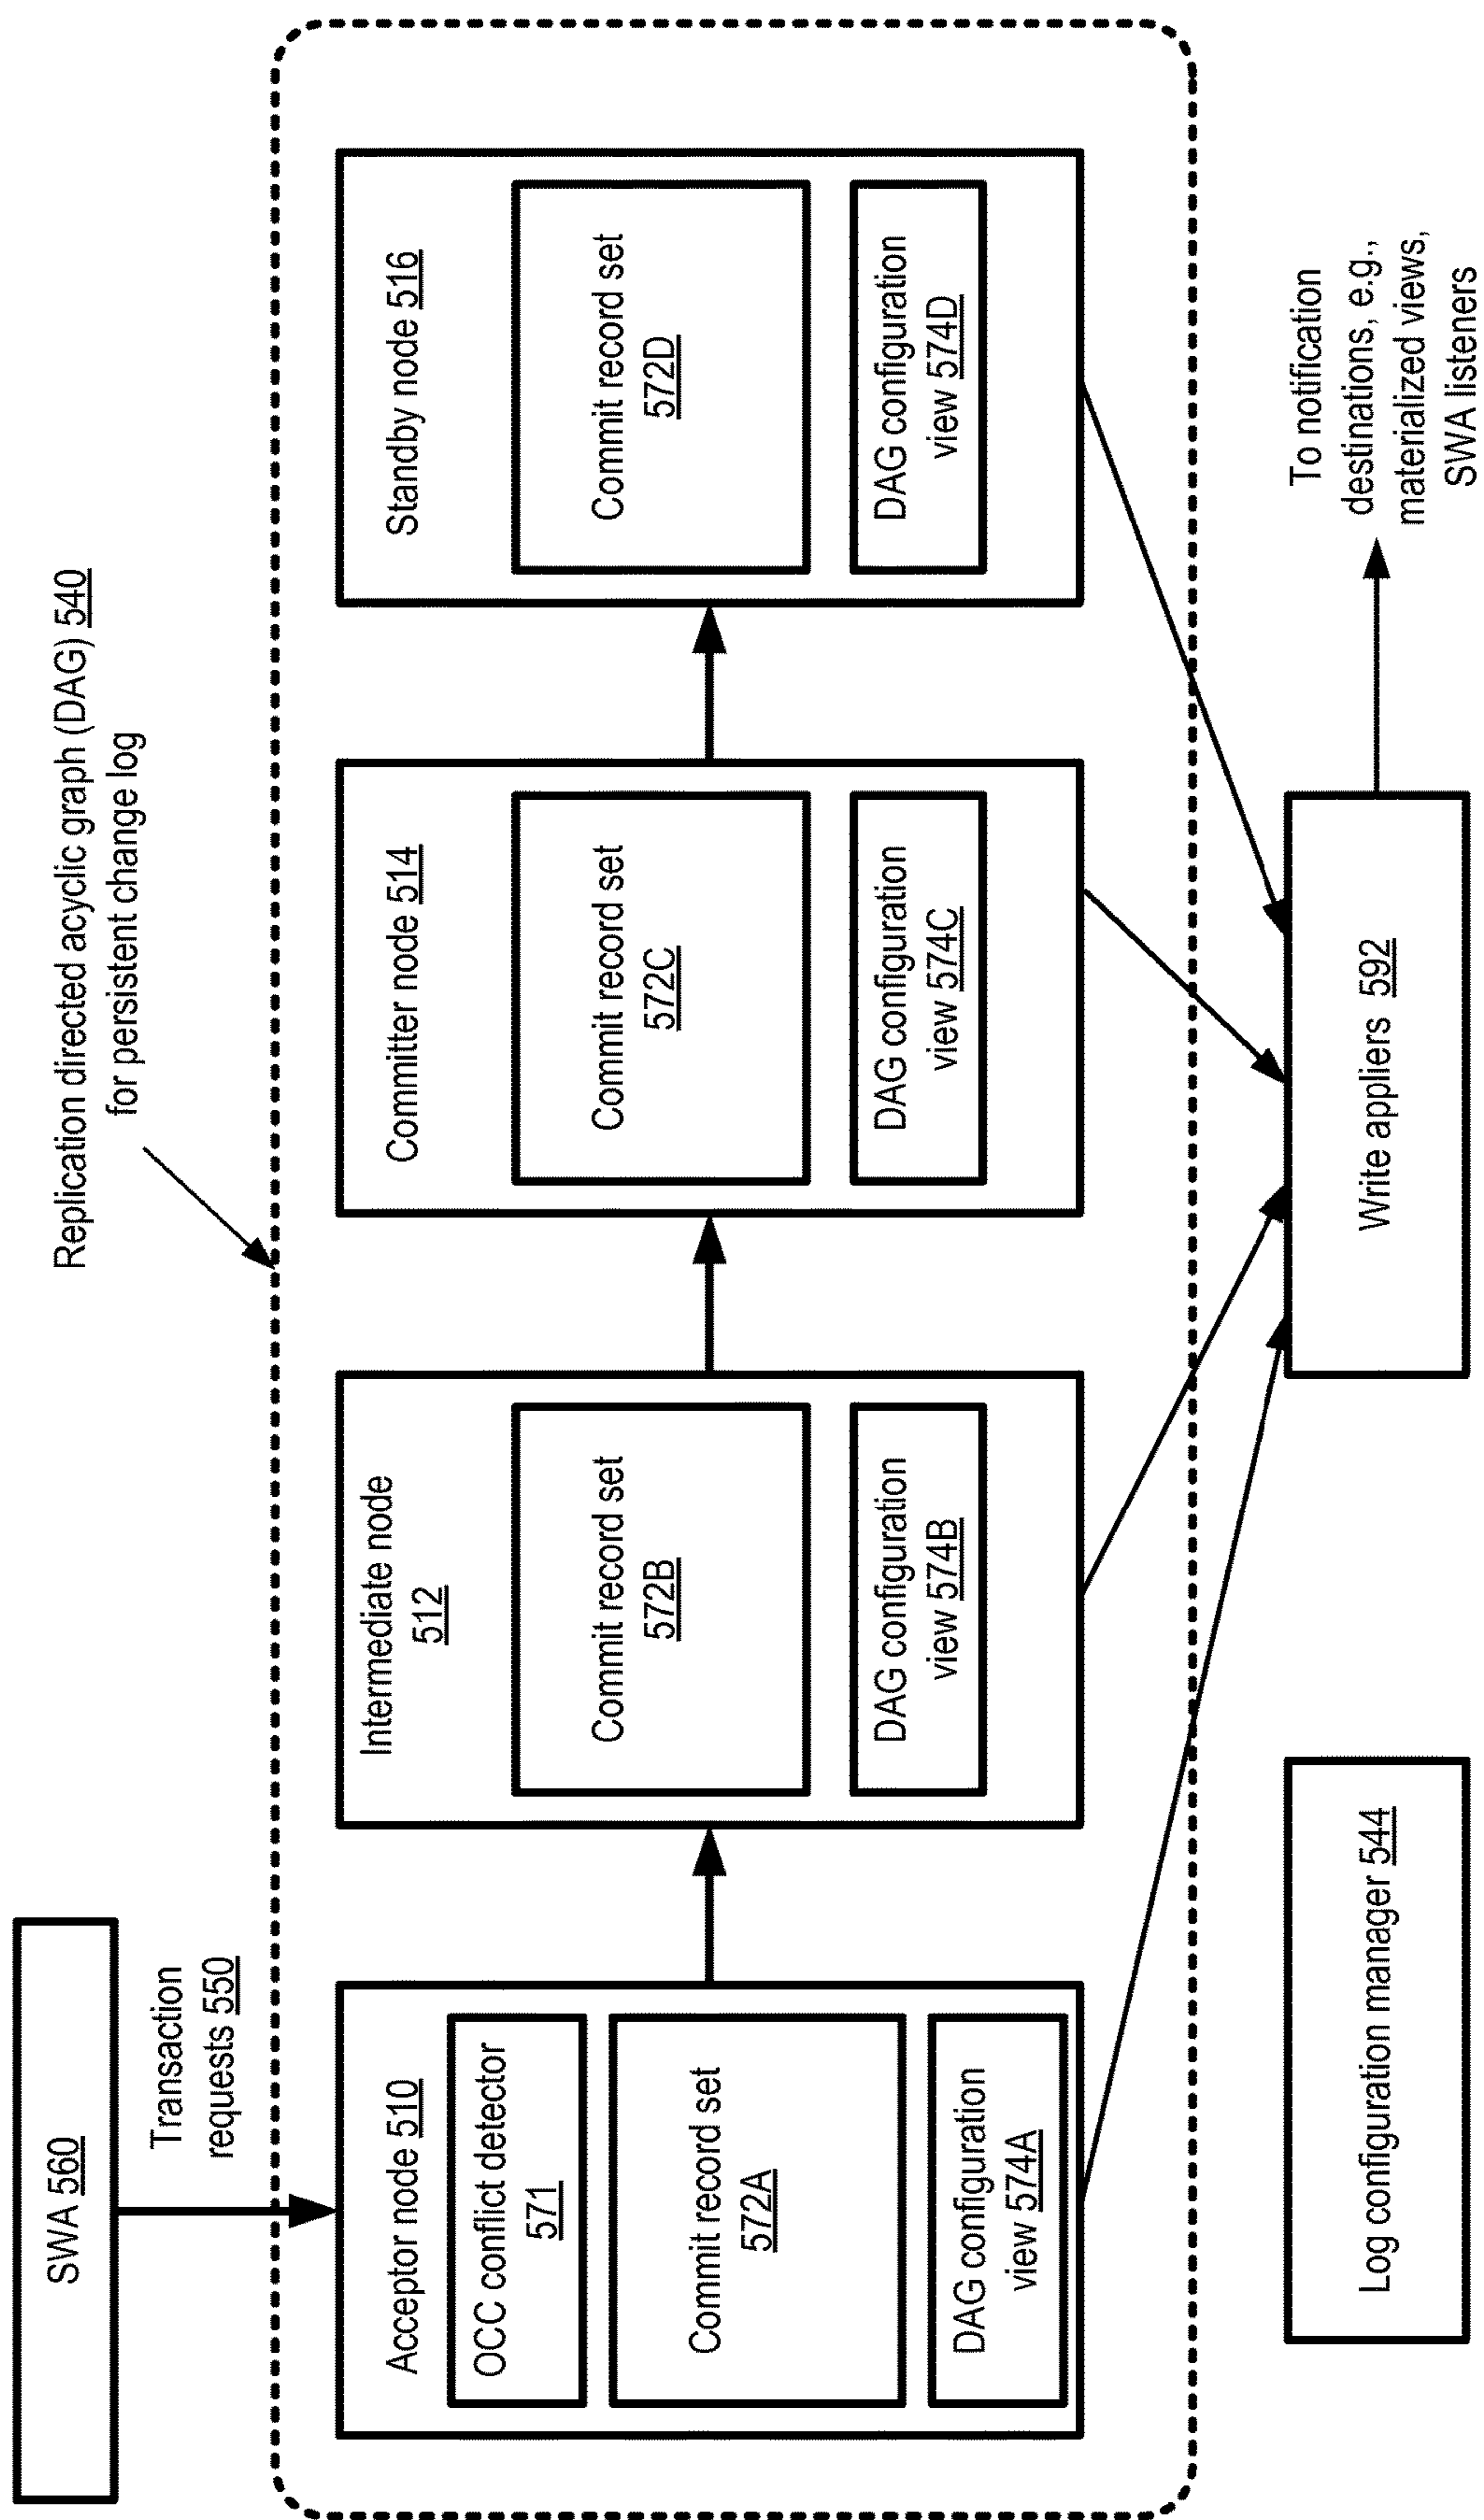 Replication directed acyclic graph (DAG) 540
for persistent change log
SWA 560
Transaction
requests 550
Acceptor node 510
OCC conflict detector
571
Commit record set
572A
DAG configuration
view 574A
Intermediate node
512
Commit record set
572B
DAG configuration
view 574B
Committer node 514
Commit record set
572C
DAG configuration
view 574C
Standby node 516
Commit record set
572D
DAG configuration
view 574D
Log configuration manager 544
Write appliers 592
To notification
destinations, e.g.,
materialized views,
SWA listeners